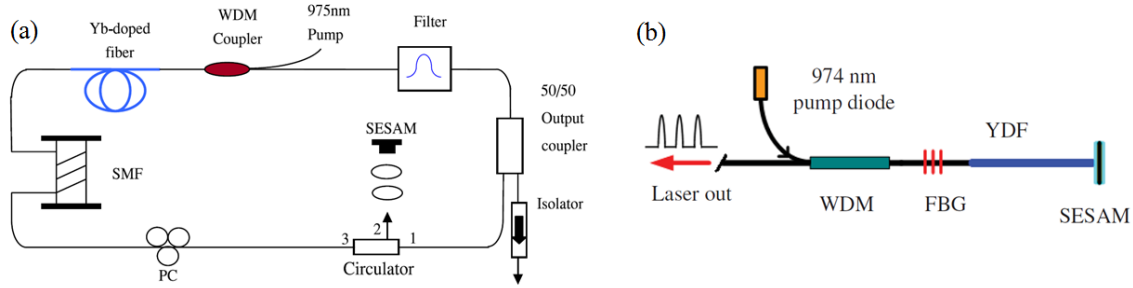 (a)
Yb-doped
fiber
WDM
Coupler
975nm
Pump
Filter
50/50
Output
coupler
SESAM
SMF
Isolator
2
3
1
PC
Circulator
(b)
974 nm
pump diode
YDF
Laser out
WDM
FBG
SESAM